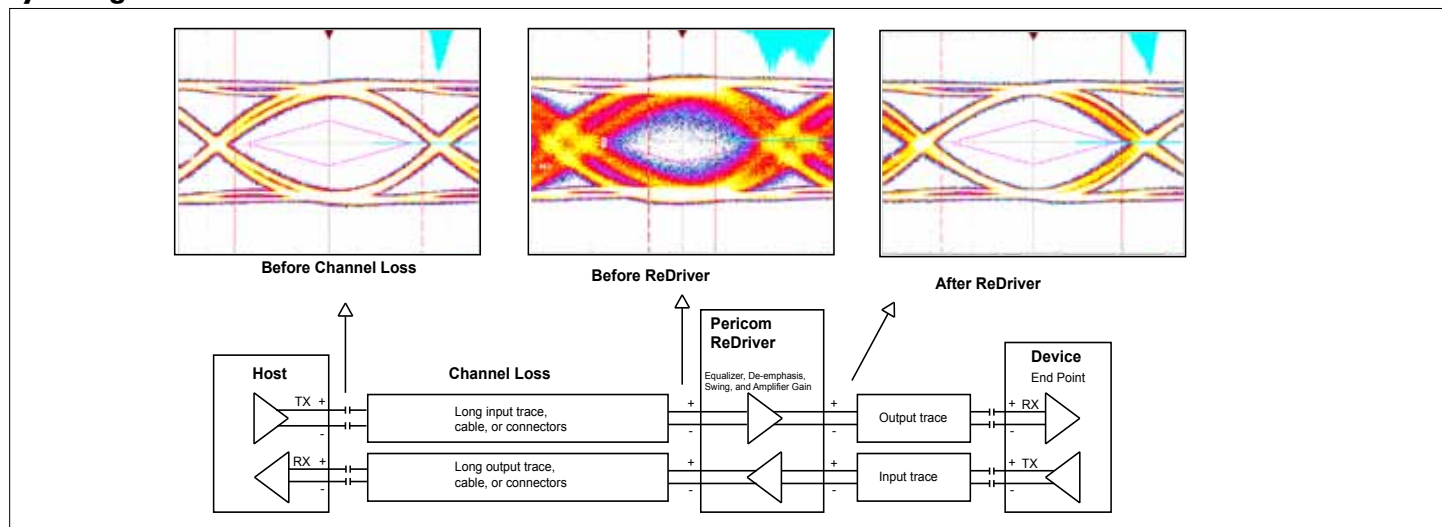 Before Channel Loss
Before ReDriver
After ReDriver
Pericom
ReDriver
Equalizer, De-emphasis,
Swing, and Amplifier Gain
Host
Channel Loss
Device
End Point
TX + -
Long input trace,
cable, or connectors
+ -
+ -
Output trace
+ RX
-
RX + -
Long output trace,
cable, or connectors
+ -
+ -
Input trace
+ TX
-